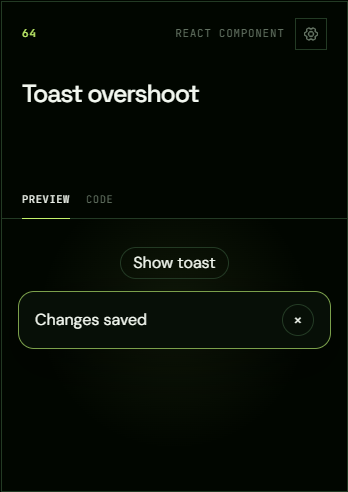 64 REACT COMPONENT
Toast overshoot
PREVIEW CODE
Show toast
Changes saved ×